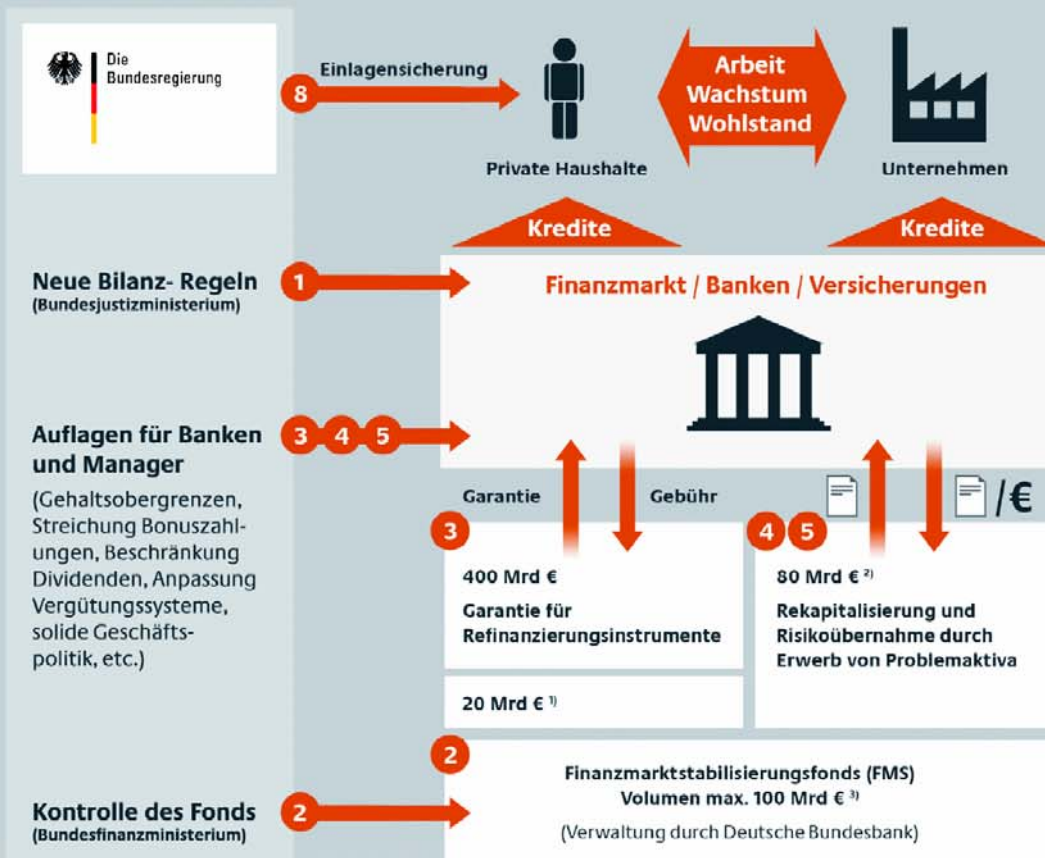 Die
Bundesregierung
8
Einlagensicherung
Private Haushalte
Arbeit
Wachstum
Wohlstand
Unternehmen
Kredite
Kredite
Neue Bilanz- Regeln
(Bundesjustizministerium)
1
Finanzmarkt / Banken / Versicherungen
Auflagen für Banken
und Manager
3 4 5
(Gehaltsobergrenzen,
Streichung Bonuszahl-
ungen, Beschränkung
Dividenden, Anpassung
Vergütungssysteme,
solide Geschäfts-
politik, etc.)
Garantie
Gebühr
/€
3
400 Mrd €
Garantie für
Refinanzierungsinstrumente
20 Mrd € 1)
4 5
80 Mrd € 2)
Rekapitalisierung und
Risikoübernahme durch
Erwerb von Problemaktiva
Kontrolle des Fonds
(Bundesfinanzministerium)
2
2
Finanzmarktstabilisierungsfonds (FMS)
Volumen max. 100 Mrd € 3)
(Verwaltung durch Deutsche Bundesbank)